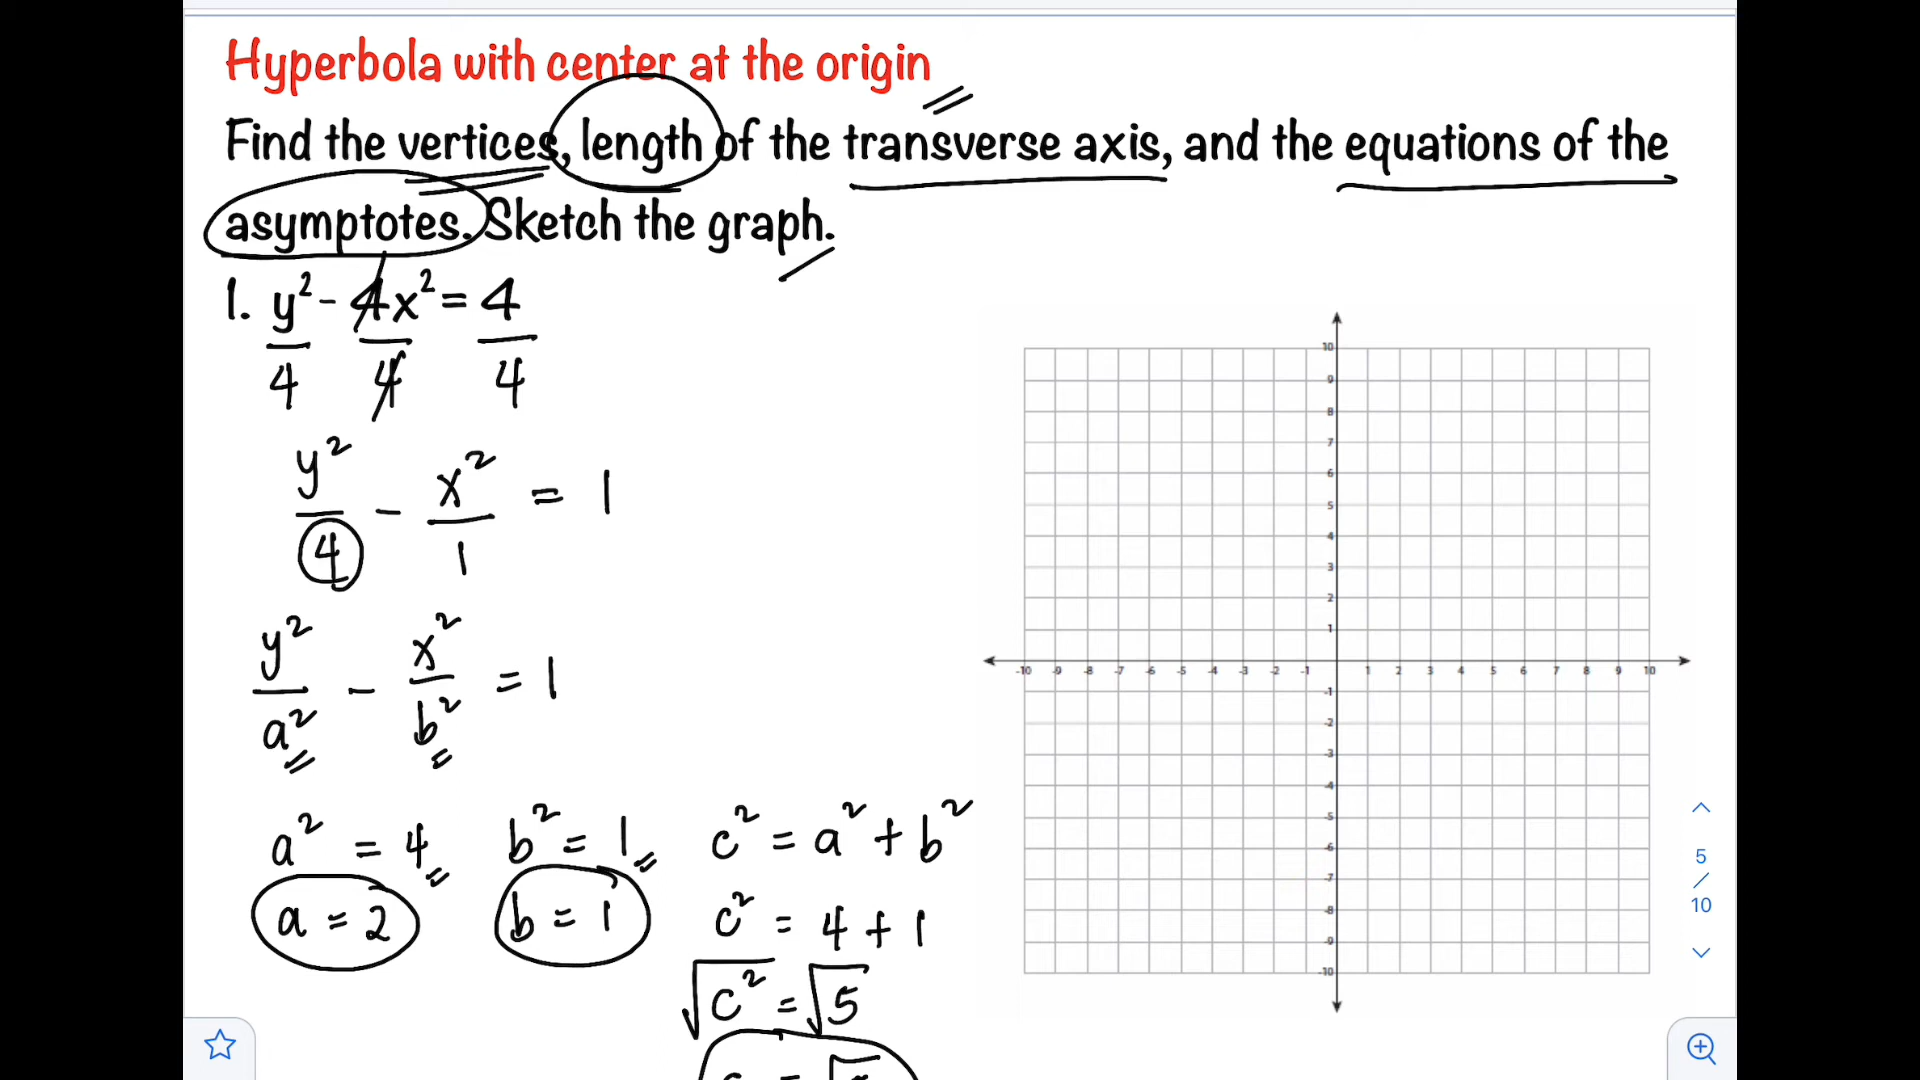 Hyperbola with center at the origin
Find the vertices, length of the transverse axis, and the equations of the
asymptotes. Sketch the graph.
1. y² - 4x² = 4
4 4 4
y² - x² = 1
4 1
y² - x² = 1
a² b²
a² = 4 b² = 1 c² = a² + b²
a = 2 b = 1 c² = 4 + 1
√c² = √5
10
9
8
7
6
5
4
3
2
1
-10 -9 -8 -7 -6 -5 -4 -3 -2 -1 1 2 3 4 5 6 7 8 9 10
-1
-2
-3
-4
-5
-6
-7
-8
-9
-10
5
/
10